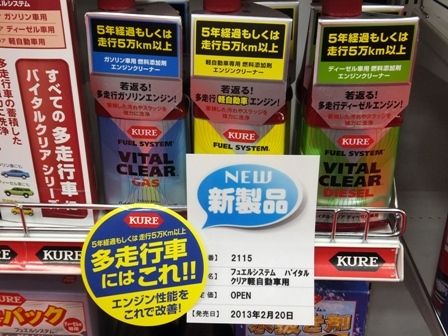 すべての多走行車に
バイタルクリア シリーズ
5年経過もしくは
走行5万km以上
ガソリン車用 燃料添加剤
エンジンクリーナー
若返る!
多走行ガソリンエンジン!
KURE
FUEL SYSTEM
VITAL
CLEAR
GAS
5年経過もしくは
走行5万km以上
軽自動車専用 燃料添加剤
エンジンクリーナー
若返る!
多走行軽自動車エンジン!
KURE
FUEL SYSTEM
5年経過もしくは
走行5万km以上
ディーゼル車用 燃料添加剤
エンジンクリーナー
若返る!
多走行ディーゼルエンジン!
KURE
FUEL SYSTEM
VITAL
CLEAR
DIESEL
KURE
5年経過もしくは走行5万km以上
多走行車
にはこれ!!
エンジン性能を
これで改善!
NEW
新製品
番 2115
名 フュエルシステム バイタル
クリア軽自動車用
価 OPEN
【発売日】 2013年2月20日
KURE
パック